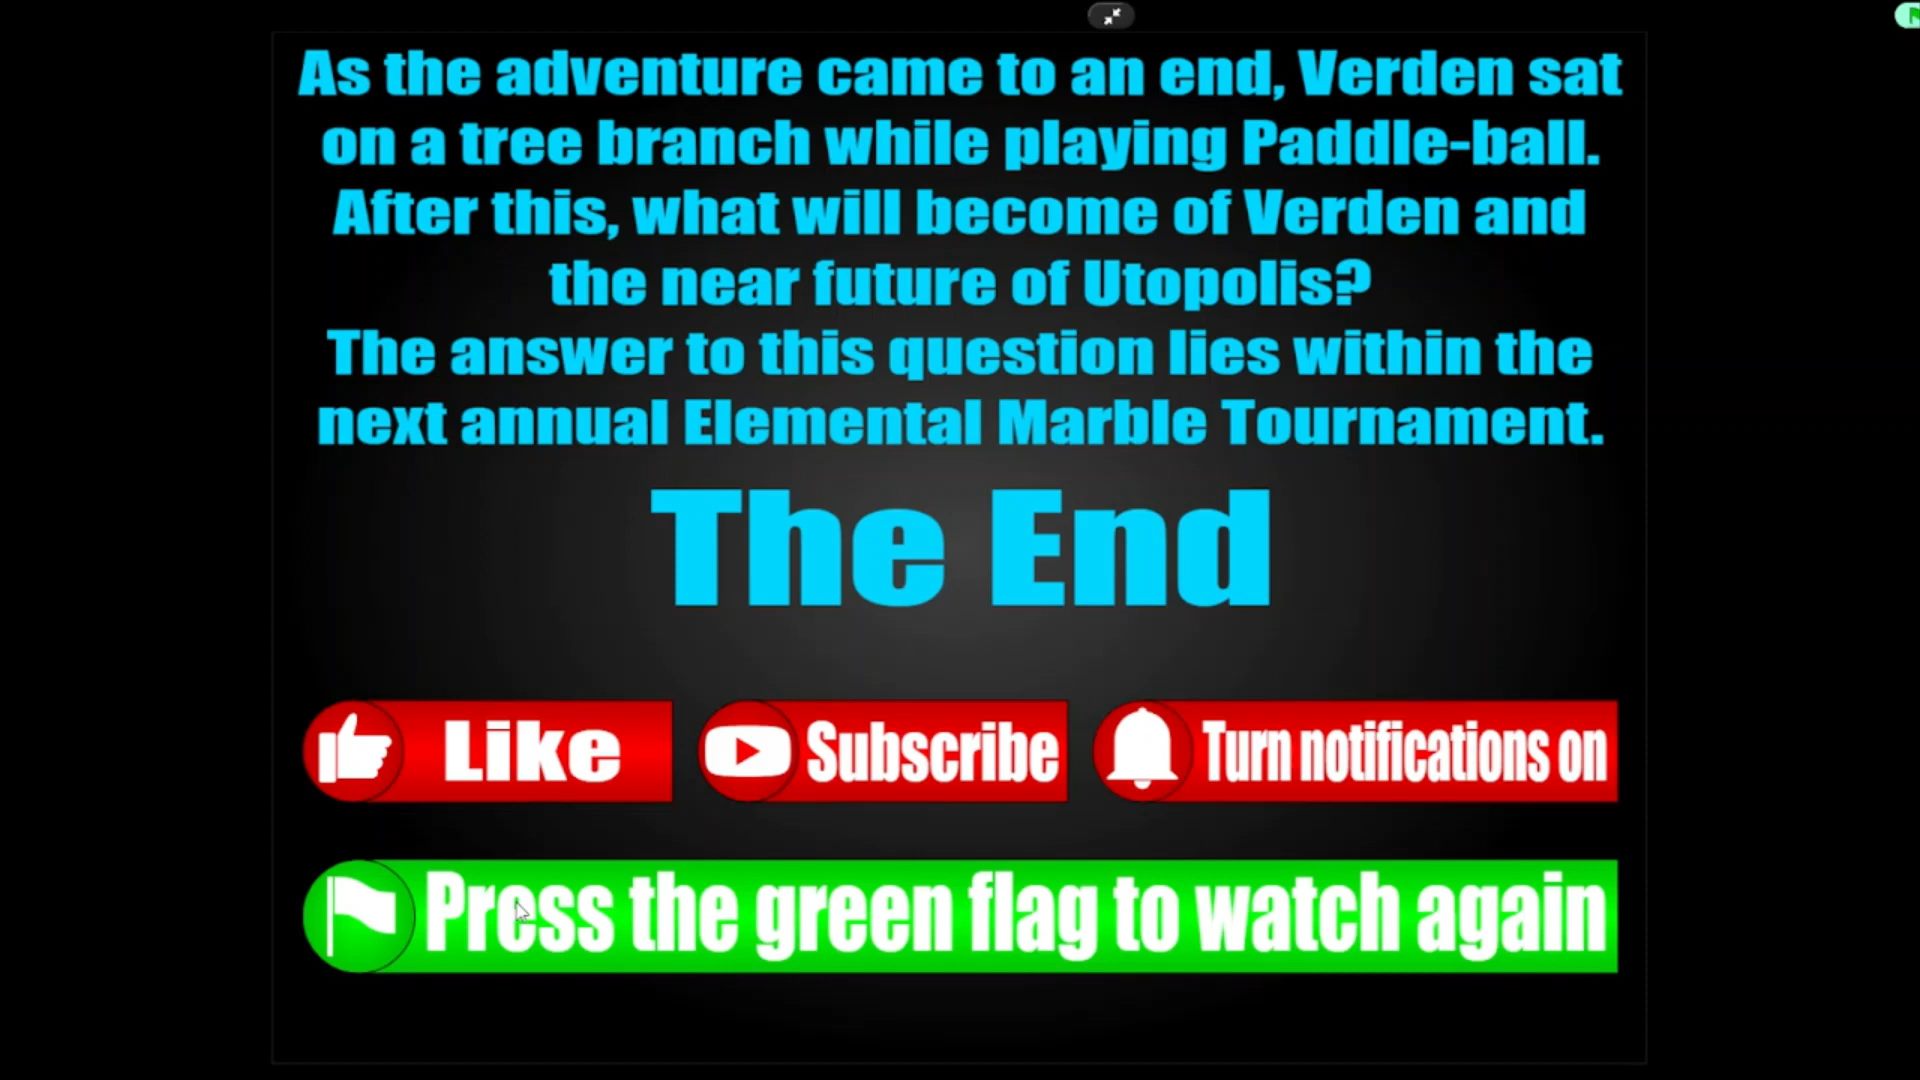 As the adventure came to an end, Verden sat
on a tree branch while playing Paddle-ball.
After this, what will become of Verden and
the near future of Utopolis?
The answer to this question lies within the
next annual Elemental Marble Tournament.
The End
Like
Subscribe
Turn notifications on
Press the green flag to watch again